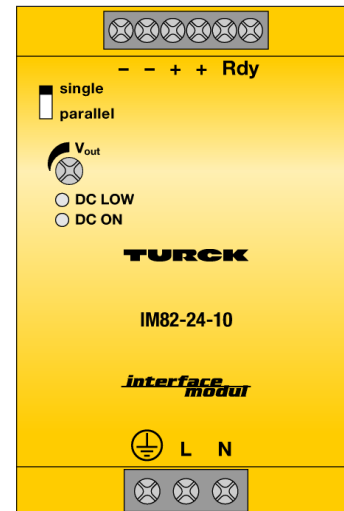 − − + + Rdy
single
parallel
Vout
DC LOW
DC ON
TURCK
IM82-24-10
interface
modul
L N